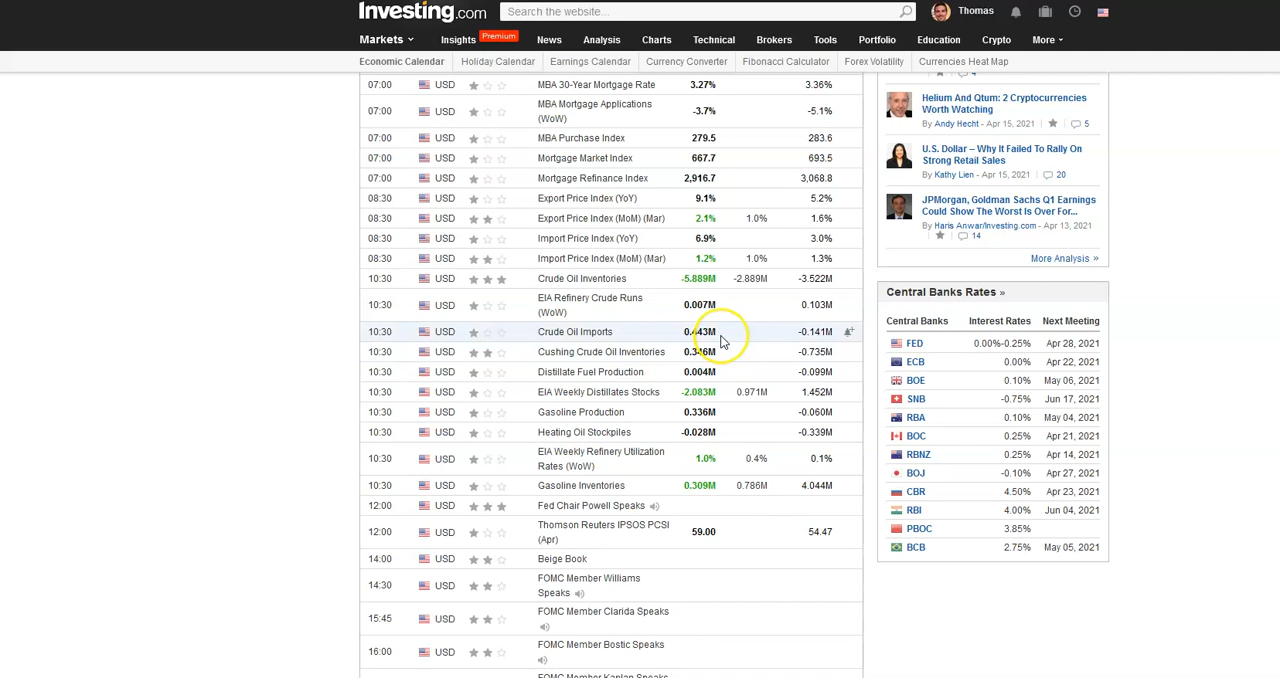 Investing.com
Search the website...
Thomas
Markets
Insights
Premium
News
Analysis
Charts
Technical
Brokers
Tools
Portfolio
Education
Crypto
More
Economic Calendar
Holiday Calendar
Earnings Calendar
Currency Converter
Fibonacci Calculator
Forex Volatility
Currencies Heat Map
07:00 USD MBA 30-Year Mortgage Rate 3.27% 3.36%
07:00 USD MBA Mortgage Applications (WoW) -3.7% -5.1%
07:00 USD MBA Purchase Index 279.5 283.6
07:00 USD Mortgage Market Index 667.7 693.5
07:00 USD Mortgage Refinance Index 2,916.7 3,068.8
08:30 USD Export Price Index (YoY) 9.1% 5.2%
08:30 USD Export Price Index (MoM) (Mar) 2.1% 1.0% 1.6%
08:30 USD Import Price Index (YoY) 6.9% 3.0%
08:30 USD Import Price Index (MoM) (Mar) 1.2% 1.0% 1.3%
10:30 USD Crude Oil Inventories -5.889M -2.889M -3.522M
10:30 USD EIA Refinery Crude Runs (WoW) 0.007M 0.103M
10:30 USD Crude Oil Imports 0.443M -0.141M
10:30 USD Cushing Crude Oil Inventories 0.346M -0.735M
10:30 USD Distillate Fuel Production 0.004M -0.099M
10:30 USD EIA Weekly Distillates Stocks -2.083M 0.971M 1.452M
10:30 USD Gasoline Production 0.336M -0.060M
10:30 USD Heating Oil Stockpiles -0.028M -0.339M
10:30 USD EIA Weekly Refinery Utilization Rates (WoW) 1.0% 0.4% 0.1%
10:30 USD Gasoline Inventories 0.309M 0.786M 4.044M
12:00 USD Fed Chair Powell Speaks
12:00 USD Thomson Reuters IPSOS PCSI (Apr) 59.00 54.47
14:00 USD Beige Book
14:30 USD FOMC Member Williams Speaks
15:45 USD FOMC Member Clarida Speaks
16:00 USD FOMC Member Bostic Speaks
FOMC Member Kaplan Speaks
4
Helium And Qtum: 2 Cryptocurrencies
Worth Watching
By Andy Hecht - Apr 15, 2021 5
U.S. Dollar – Why It Failed To Rally On
Strong Retail Sales
By Kathy Lien - Apr 15, 2021 20
JPMorgan, Goldman Sachs Q1 Earnings
Could Show The Worst Is Over For...
By Haris Anwar/Investing.com - Apr 13, 2021
14
More Analysis »
Central Banks Rates »
Central Banks Interest Rates Next Meeting
FED 0.00%-0.25% Apr 28, 2021
ECB 0.00% Apr 22, 2021
BOE 0.10% May 06, 2021
SNB -0.75% Jun 17, 2021
RBA 0.10% May 04, 2021
BOC 0.25% Apr 21, 2021
RBNZ 0.25% Apr 14, 2021
BOJ -0.10% Apr 27, 2021
CBR 4.50% Apr 23, 2021
RBI 4.00% Jun 04, 2021
PBOC 3.85%
BCB 2.75% May 05, 2021